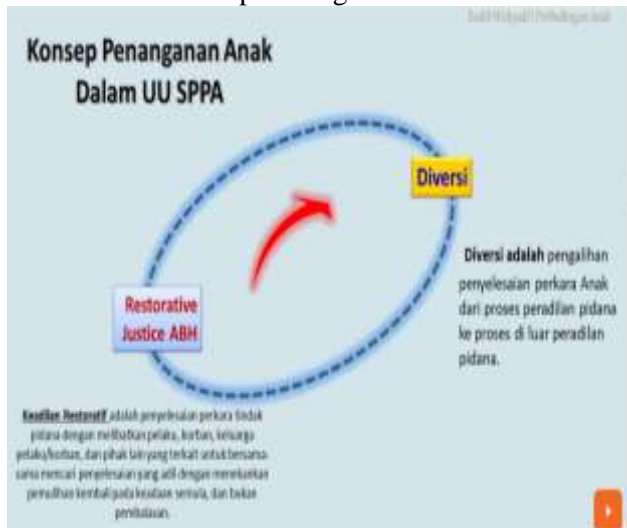 Konsep Penanganan Anak
Dalam UU SPPA
Diversi
Diversi adalah pengalihan
penyelesaian perkara Anak
dari proses peradilan pidana
ke proses di luar peradilan
pidana.
Restorative
Justice ABH
Keadilan Restoratif adalah penyelesaian perkara tindak
pidana dengan melibatkan pelaku, korban, keluarga
pelaku/korban, dan pihak lain yang terkait untuk bersama-
sama mencari penyelesaian yang adil dengan menekankan
pemulihan kembali pada keadaan semula, dan bukan
pembalasan.